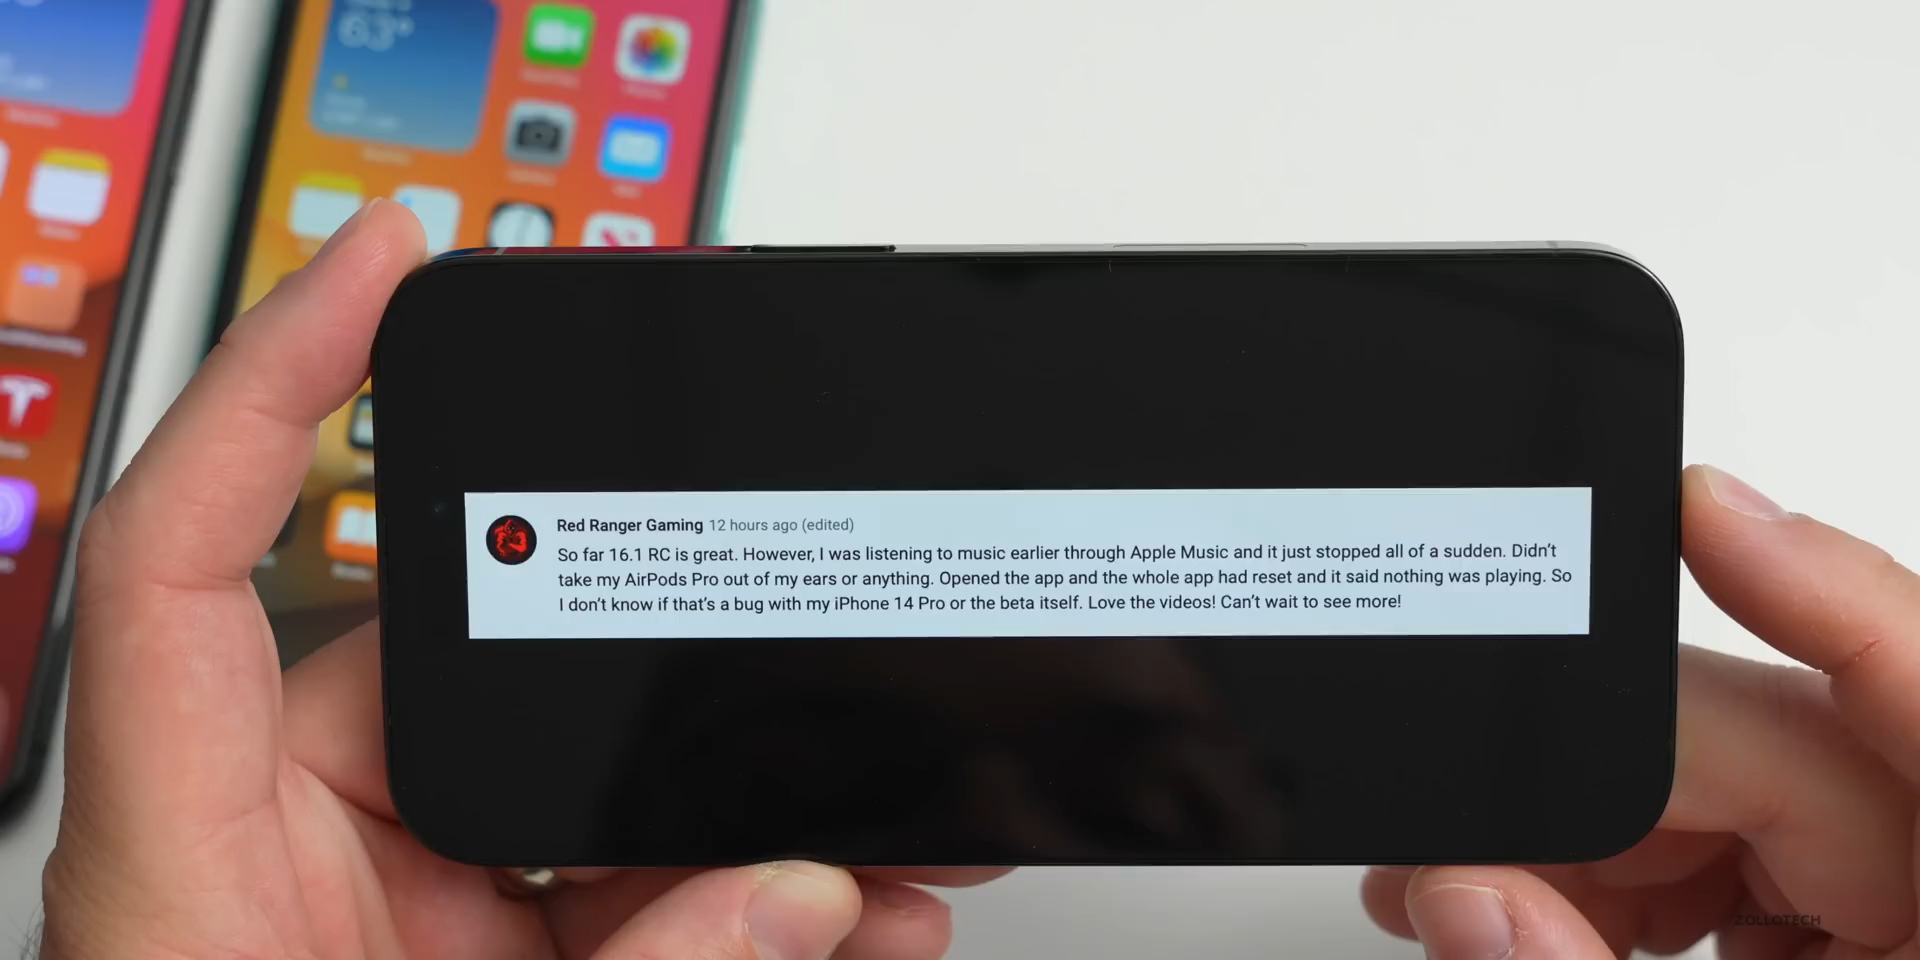 63°
Red Ranger Gaming 12 hours ago (edited)
So far 16.1 RC is great. However, I was listening to music earlier through Apple Music and it just stopped all of a sudden. Didn't
take my AirPods Pro out of my ears or anything. Opened the app and the whole app had reset and it said nothing was playing. So
I don't know if that's a bug with my iPhone 14 Pro or the beta itself. Love the videos! Can't wait to see more!
ZOLLOTECH